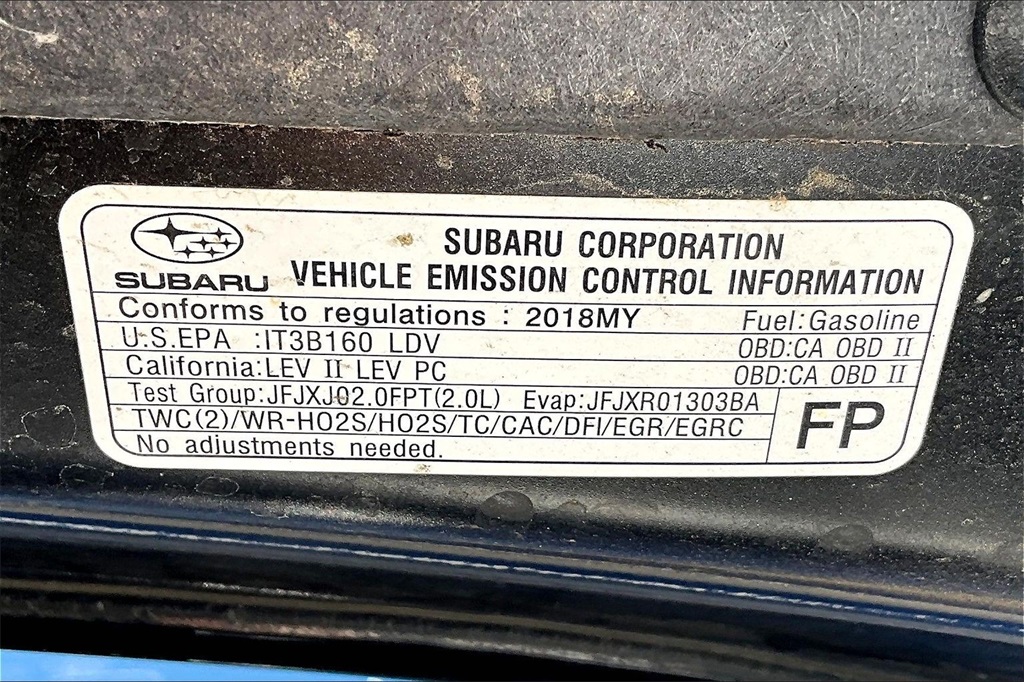 SUBARU CORPORATION
SUBARU VEHICLE EMISSION CONTROL INFORMATION
Conforms to regulations : 2018MY Fuel:Gasoline
U.S.EPA :IT3B160 LDV OBD:CA OBD II
California:LEV II LEV PC OBD:CA OBD II
Test Group:JFJXJ02.0FPT(2.0L) Evap:JFJXR01303BA
TWC(2)/WR-HO2S/HO2S/TC/CAC/DFI/EGR/EGRC
FP
No adjustments needed.